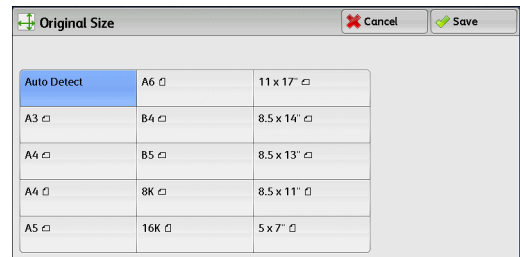 Original Size
Cancel
Save
Auto Detect
A6
11 x 17"
A3
B4
8.5 x 14"
A4
B5
8.5 x 13"
A4
8K
8.5 x 11"
A5
16K
5 x 7"